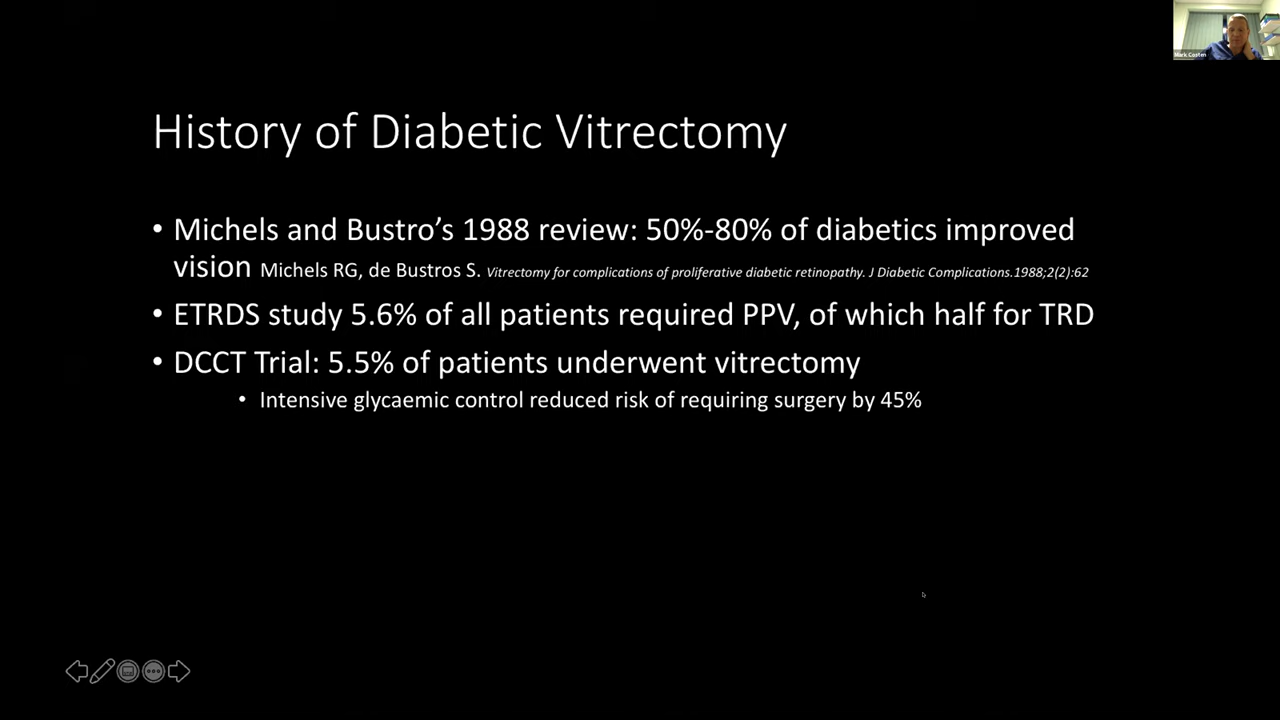 Mark Costen
History of Diabetic Vitrectomy
• Michels and Bustro’s 1988 review: 50%-80% of diabetics improved
vision Michels RG, de Bustros S. Vitrectomy for complications of proliferative diabetic retinopathy. J Diabetic Complications.1988;2(2):62
• ETRDS study 5.6% of all patients required PPV, of which half for TRD
• DCCT Trial: 5.5% of patients underwent vitrectomy
• Intensive glycaemic control reduced risk of requiring surgery by 45%